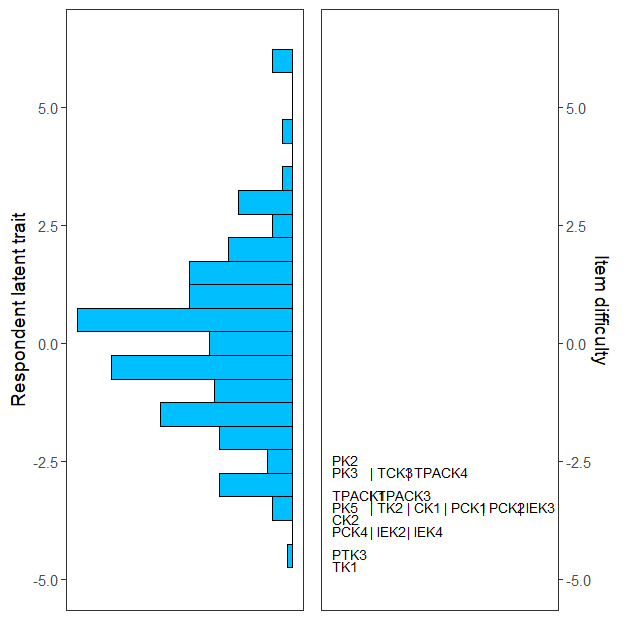 Respondent latent trait
5.0
2.5
0.0
-2.5
-5.0
PK2
PK3 | TCK3 | TPACK4
TPACK1 | TPACK3
PK5 | TK2 | CK1 | PCK1 | PCK2 | IEK3
CK2
PCK4 | IEK2 | IEK4
PTK3
TK1
5.0
2.5
0.0
-2.5
-5.0
Item difficulty